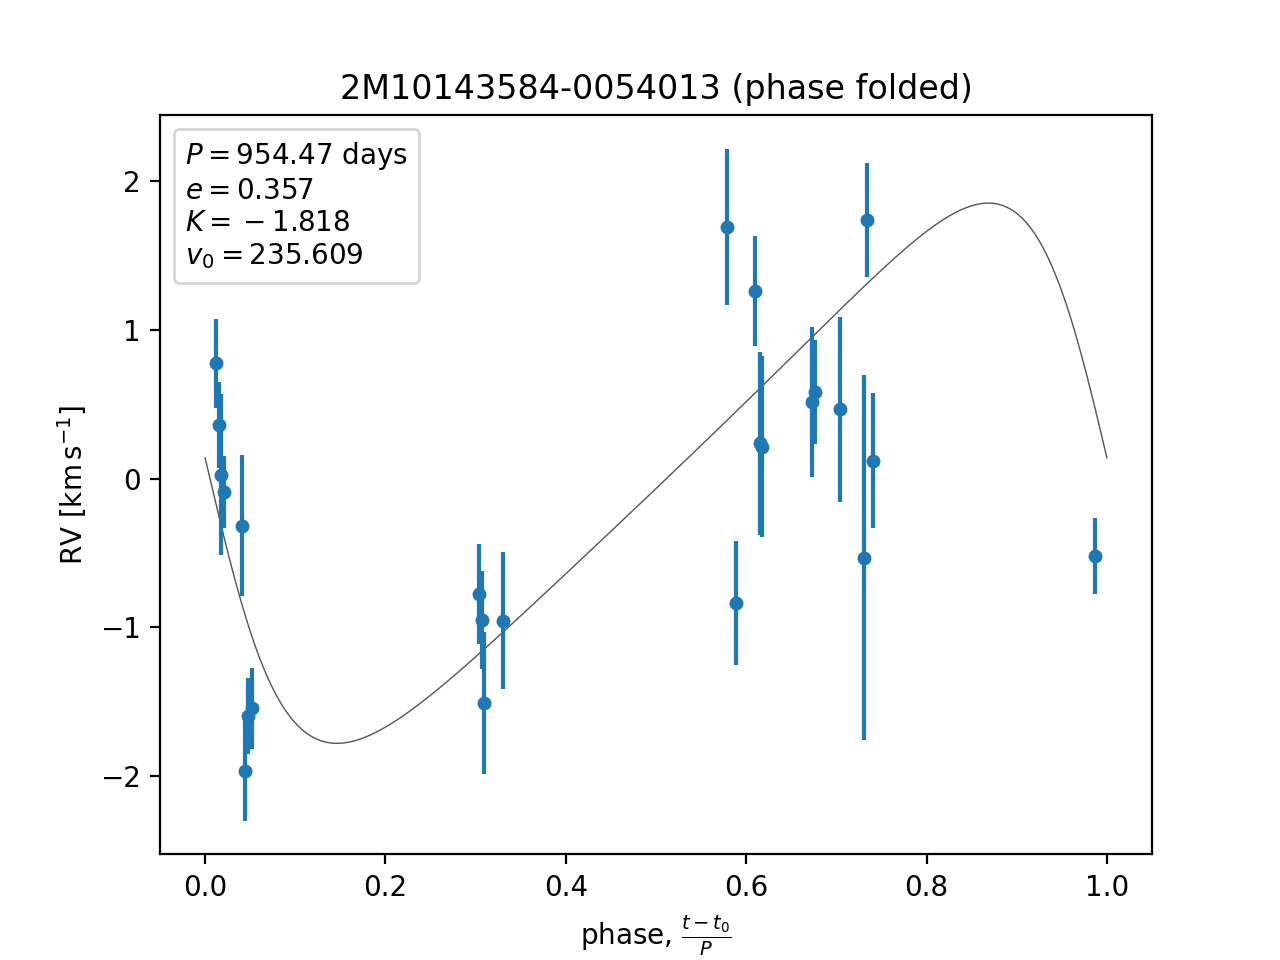 2M10143584-0054013 (phase folded)
P = 954.47 days
e = 0.357
K = −1.818
v₀ = 235.609
2
1
0
−1
−2
RV [km s⁻¹]
0.0 0.2 0.4 0.6 0.8 1.0
phase, (t − t₀)/P